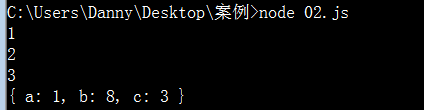 C:\Users\Danny\Desktop\案例>node 02.js
1
2
3
{ a: 1, b: 8, c: 3 }